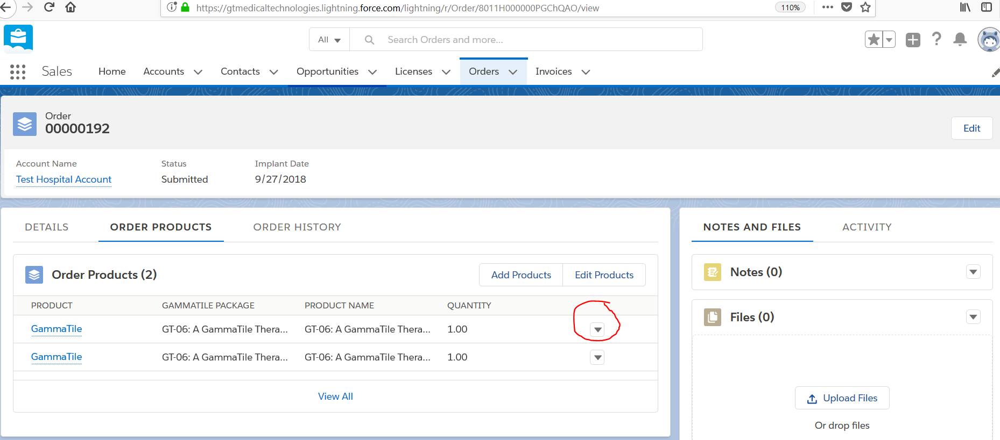 https://gtmedicaltechnologies.lightning.force.com/lightning/r/Order/8011H000000PGChQAO/view
110%
All
Search Orders and more...
Sales Home Accounts Contacts Opportunities Licenses Orders Invoices
Order
00000192
Edit
Account Name Status Implant Date
Test Hospital Account Submitted 9/27/2018
DETAILS ORDER PRODUCTS ORDER HISTORY
Order Products (2)
Add Products Edit Products
PRODUCT GAMMATILE PACKAGE PRODUCT NAME QUANTITY
GammaTile GT-06: A GammaTile Thera... GT-06: A GammaTile Thera... 1.00
GammaTile GT-06: A GammaTile Thera... GT-06: A GammaTile Thera... 1.00
View All
NOTES AND FILES ACTIVITY
Notes (0)
Files (0)
Upload Files
Or drop files